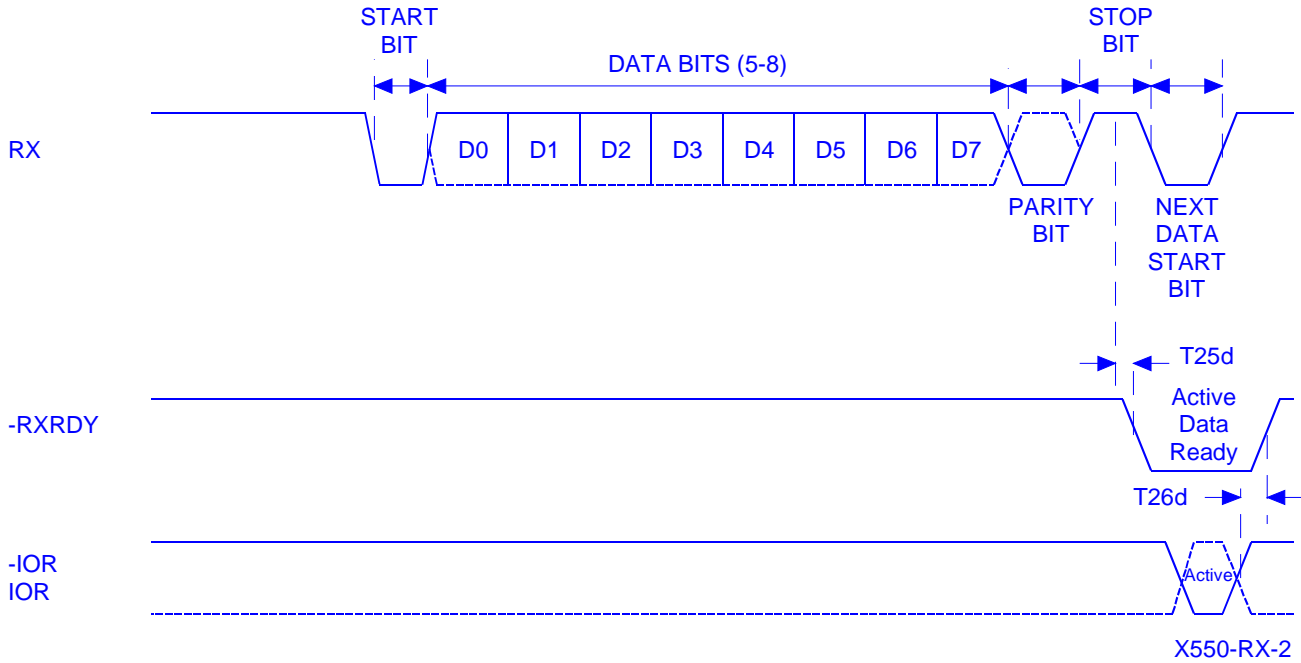 START
BIT
STOP
BIT
DATA BITS (5-8)
RX
D0 D1 D2 D3 D4 D5 D6 D7
PARITY
BIT
NEXT
DATA
START
BIT
T25d
-RXRDY
Active
Data
Ready
T26d
-IOR
IOR
Active
X550-RX-2